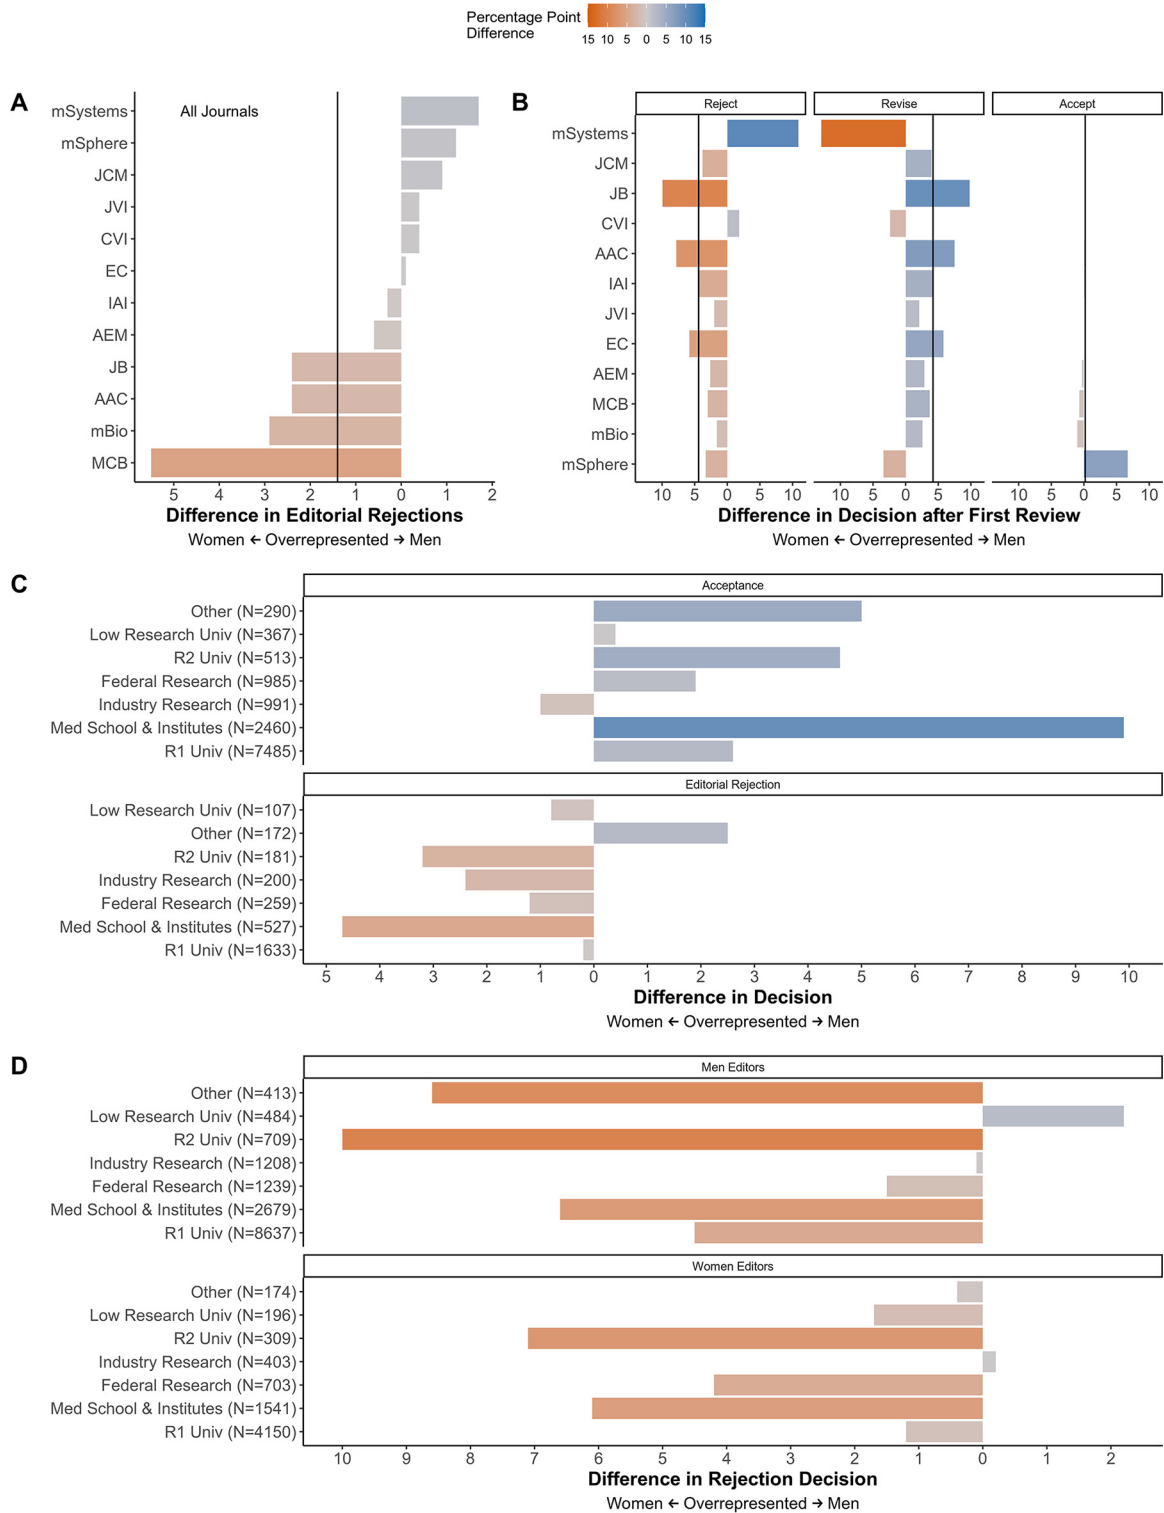 Percentage Point
Difference
15 10 5 0 5 10 15
A
All Journals
mSystems
mSphere
JCM
JVI
CVI
EC
IAI
AEM
JB
AAC
mBio
MCB
5 4 3 2 1 0 1 2
Difference in Editorial Rejections
Women ← Overrepresented → Men
B
Reject Revise Accept
mSystems
JCM
JB
CVI
AAC
IAI
JVI
EC
AEM
MCB
mBio
mSphere
10 5 0 5 10 10 5 0 5 10 10 5 0 5 10
Difference in Decision after First Review
Women ← Overrepresented → Men
C
Acceptance
Other (N=290)
Low Research Univ (N=367)
R2 Univ (N=513)
Federal Research (N=985)
Industry Research (N=991)
Med School & Institutes (N=2460)
R1 Univ (N=7485)
Editorial Rejection
Low Research Univ (N=107)
Other (N=172)
R2 Univ (N=181)
Industry Research (N=200)
Federal Research (N=259)
Med School & Institutes (N=527)
R1 Univ (N=1633)
5 4 3 2 1 0 1 2 3 4 5 6 7 8 9 10
Difference in Decision
Women ← Overrepresented → Men
D
Men Editors
Other (N=413)
Low Research Univ (N=484)
R2 Univ (N=709)
Industry Research (N=1208)
Federal Research (N=1239)
Med School & Institutes (N=2679)
R1 Univ (N=8637)
Women Editors
Other (N=174)
Low Research Univ (N=196)
R2 Univ (N=309)
Industry Research (N=403)
Federal Research (N=703)
Med School & Institutes (N=1541)
R1 Univ (N=4150)
10 9 8 7 6 5 4 3 2 1 0 1 2
Difference in Rejection Decision
Women ← Overrepresented → Men